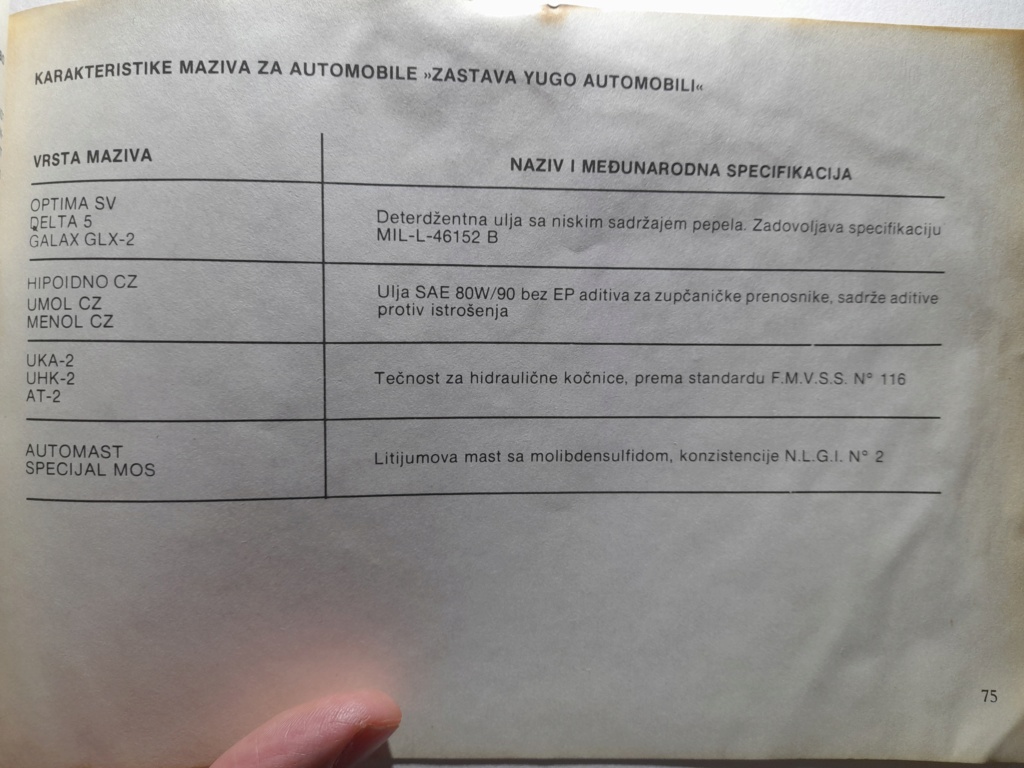 KARAKTERISTIKE MAZIVA ZA AUTOMOBILE »ZASTAVA YUGO AUTOMOBILI«
VRSTA MAZIVA
NAZIV I MEĐUNARODNA SPECIFIKACIJA
OPTIMA SV
DELTA 5
GALAX GLX-2
Deterdžentna ulja sa niskim sadržajem pepela. Zadovoljava specifikaciju
MIL-L-46152 B
HIPOIDNO CZ
UMOL CZ
MENOL CZ
Ulja SAE 80W/90 bez EP aditiva za zupčaničke prenosnike, sadrže aditive
protiv istrošenja
UKA-2
UHK-2
AT-2
Tečnost za hidraulične kočnice, prema standardu F.M.V.S.S. N° 116
AUTOMAST
SPECIJAL MOS
Litijumova mast sa molibdensulfidom, konzistencije N.L.G.I. N° 2
75